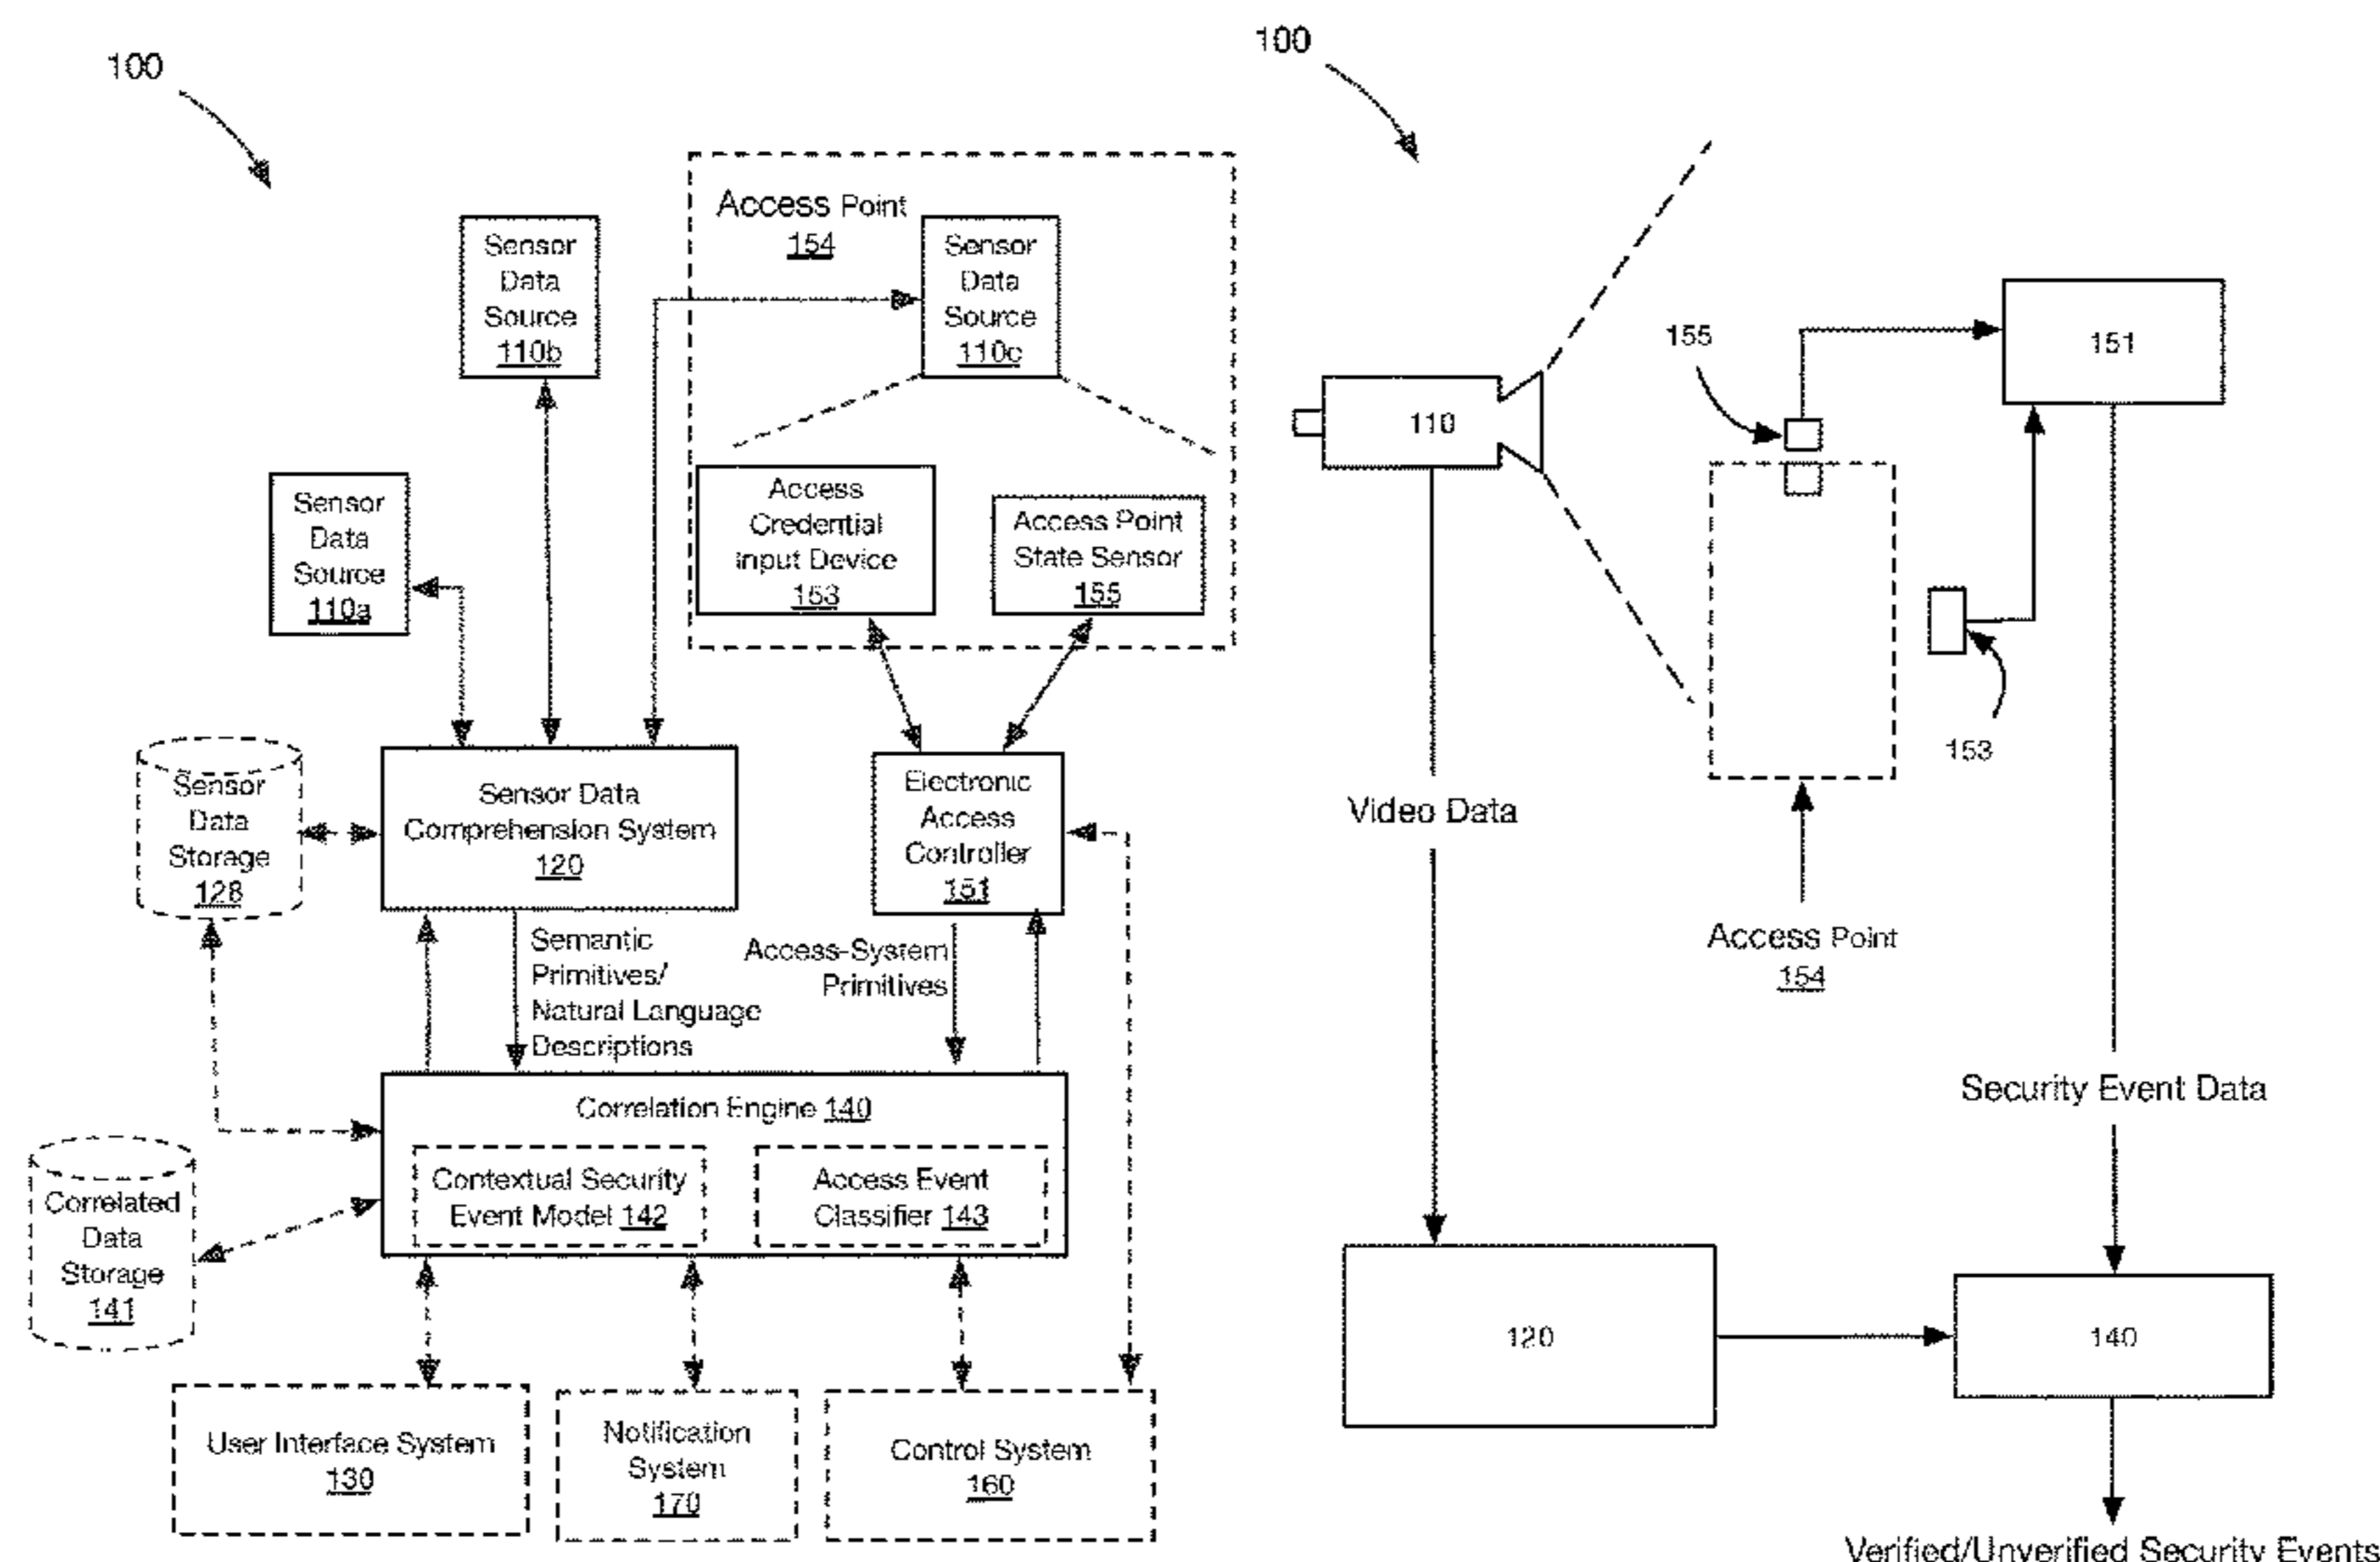 100
Access Point
154
Sensor
Data
Source
110b
Sensor
Data
Source
110c
Sensor
Data
Source
110a
Access
Credential
Input Device
153
Access Point
State Sensor
155
Sensor
Data
Storage
128
Sensor Data
Comprehension System
120
Electronic
Access
Controller
151
Semantic
Primitives/
Natural Language
Descriptions
Access-System
Primitives
Correlation Engine 140
Contextual Security
Event Model 142
Access Event
Classifier 143
Correlated
Data
Storage
141
User Interface System
130
Notification
System
170
Control System
160
100
110
155
151
153
Video Data
Access Point
154
Security Event Data
120
140
Verified/Unverified Security Events